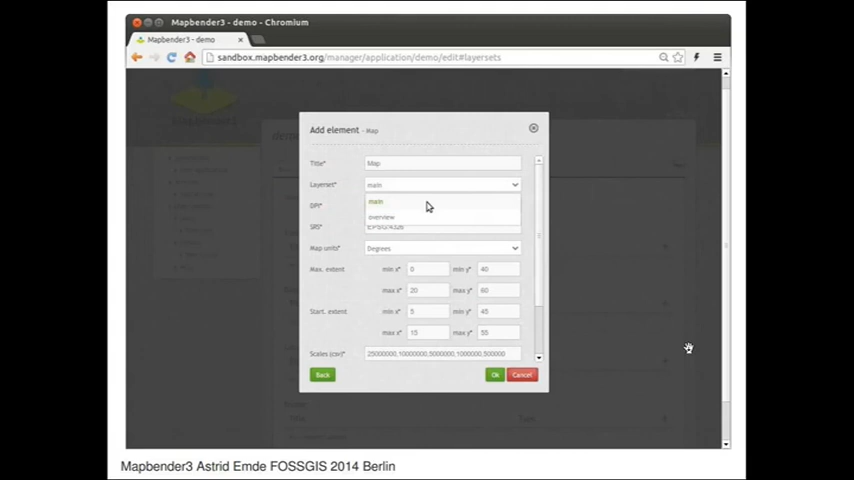 Mapbender3 - demo - Chromium
Mapbender3 - demo
sandbox.mapbender3.org/manager/application/demo/edit#layersets
Add element - Map
Title* Map
Layerset* main
main
DPI*
overview
SRS* EPSG:4326
Map units* Degrees
Max. extent min x* 0 min y* 40
max x* 20 max y* 60
Start. extent min x* 5 min y* 45
max x* 15 max y* 55
Scales (csv)* 25000000,10000000,5000000,1000000,500000
Back Ok Cancel
Mapbender3 Astrid Emde FOSSGIS 2014 Berlin